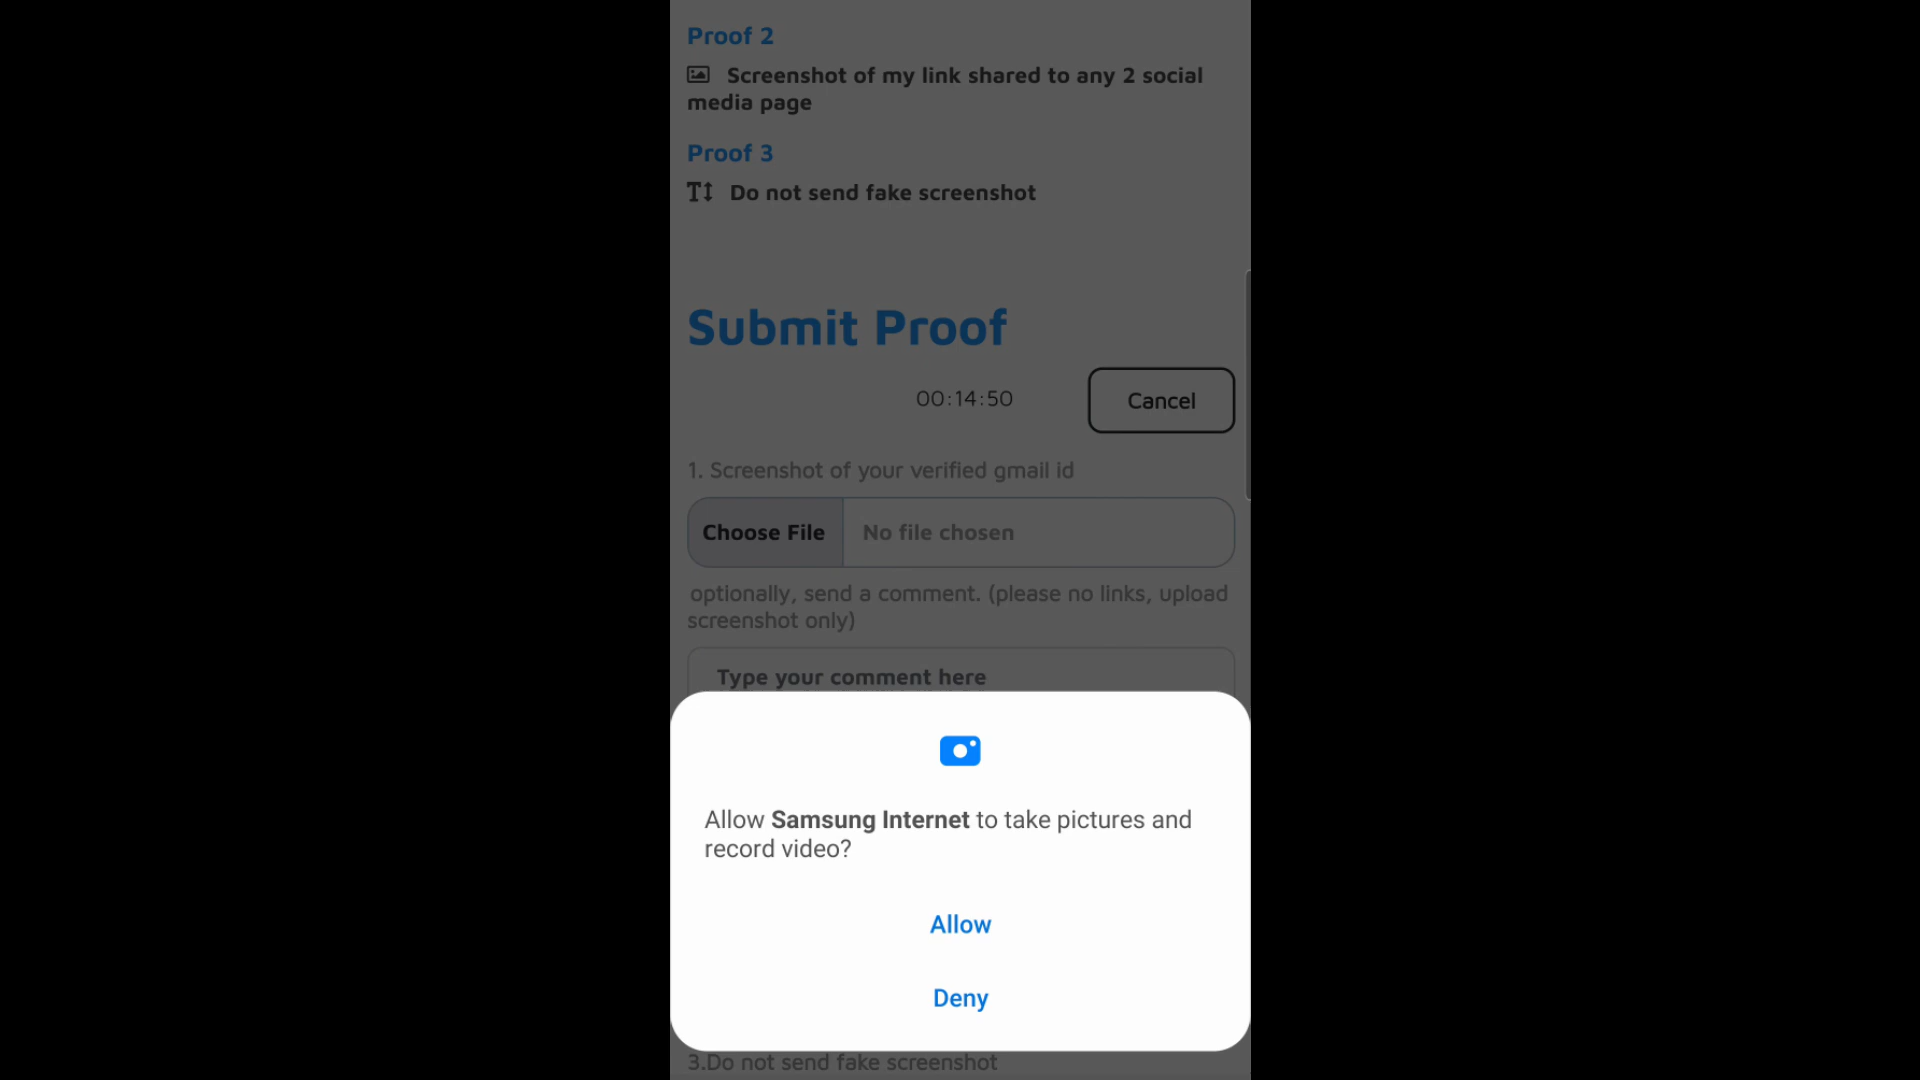 Proof 2
Screenshot of my link shared to any 2 social
media page
Proof 3
Do not send fake screenshot
Submit Proof
00:14:50
Cancel
1. Screenshot of your verified gmail id
Choose File
No file chosen
optionally, send a comment. (please no links, upload
screenshot only)
Type your comment here
Allow Samsung Internet to take pictures and
record video?
Allow
Deny
3.Do not send fake screenshot